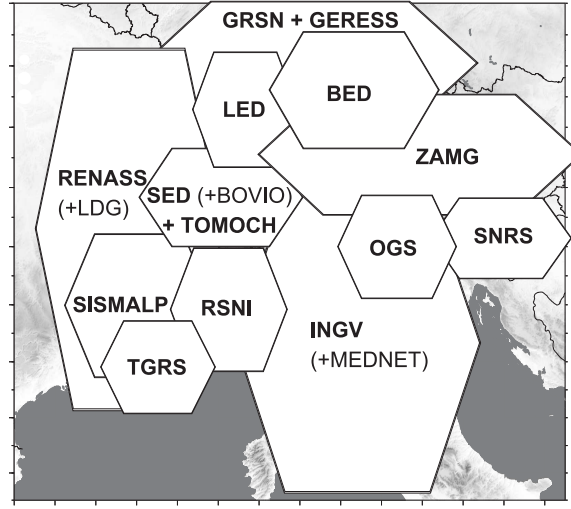 GRSN + GERESS
BED
LED
ZAMG
RENASS
(+LDG)
SED (+BOVIO)
+ TOMOCH
OGS
SNRS
SISMALP
RSNI
INGV
(+MEDNET)
TGRS